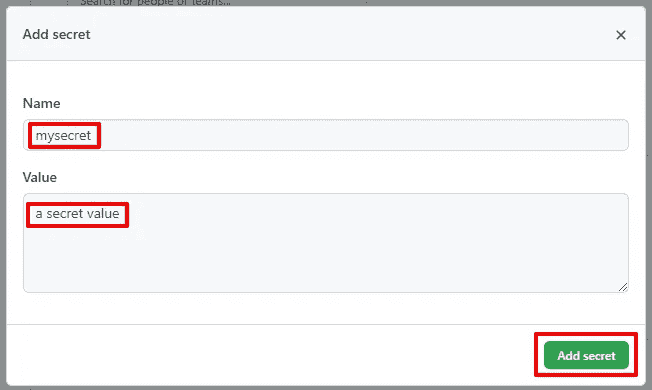 Search for people or teams...
Add secret
Name
mysecret
Value
a secret value
Add secret